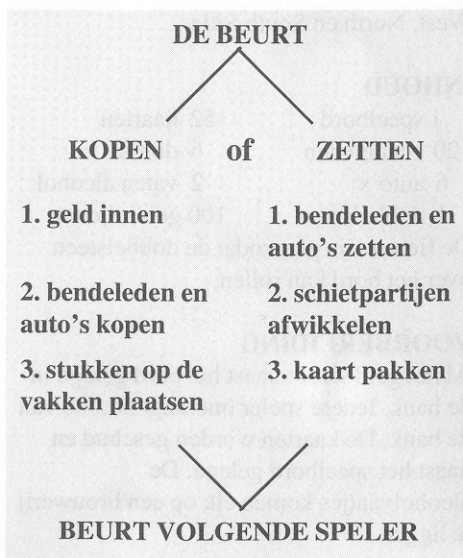 DE BEURT
KOPEN of ZETTEN
1. geld innen
2. bendeleden en
auto's kopen
3. stukken op de
vakken plaatsen
1. bendeleden en
auto's zetten
2. schietpartijen
afwikkelen
3. kaart pakken
BEURT VOLGENDE SPELER